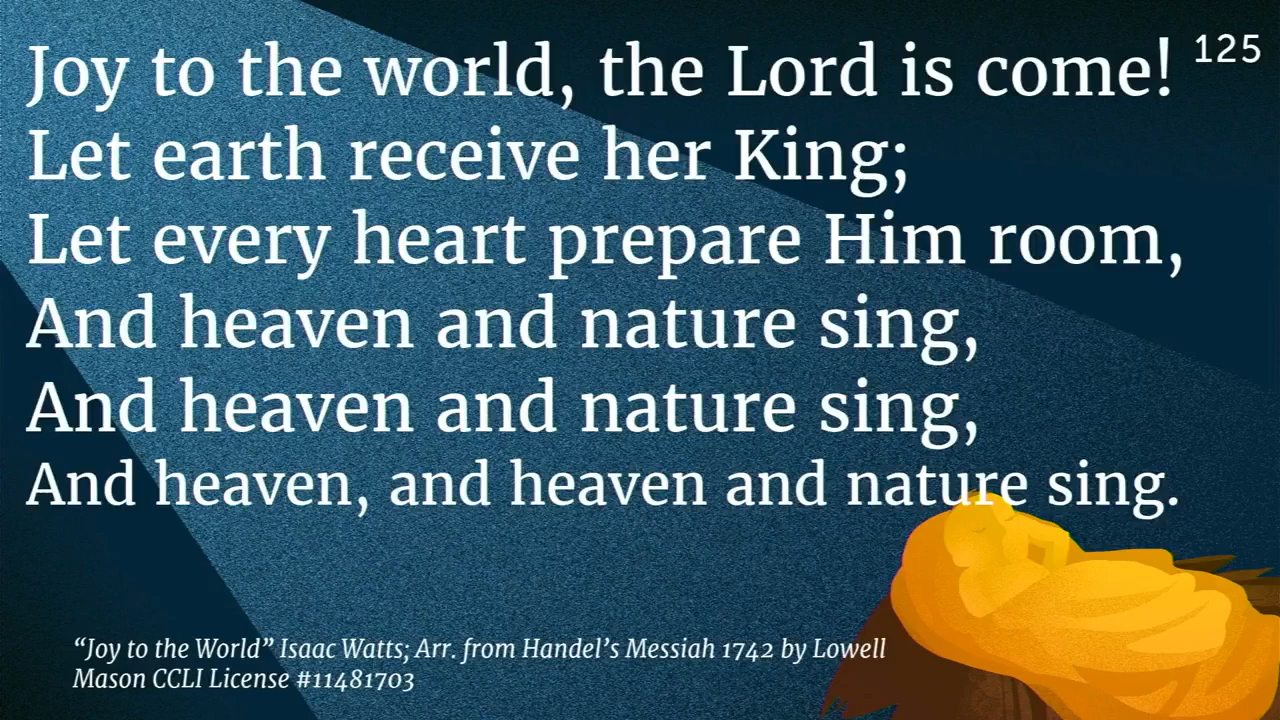 Joy to the world, the Lord is come! 125
Let earth receive her King;
Let every heart prepare Him room,
And heaven and nature sing,
And heaven and nature sing,
And heaven, and heaven and nature sing.
“Joy to the World” Isaac Watts; Arr. from Handel’s Messiah 1742 by Lowell
Mason CCLI License #11481703